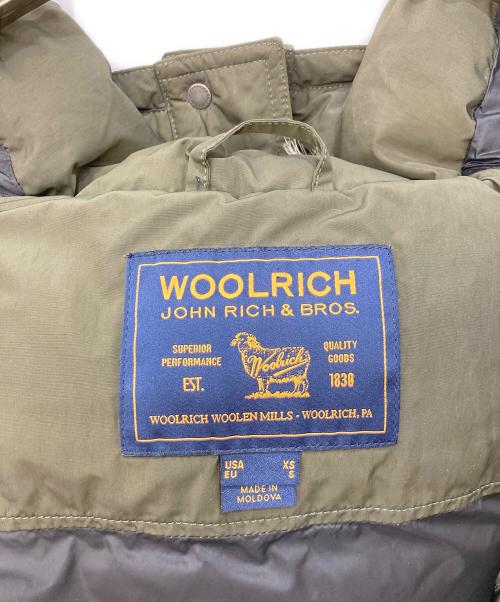 WOOLRICH
JOHN RICH & BROS.
SUPERIOR PERFORMANCE
EST.
Woolrich
QUALITY GOODS
1830
WOOLRICH WOOLEN MILLS - WOOLRICH, PA
USA XS
EU S
MADE IN
MOLDOVA